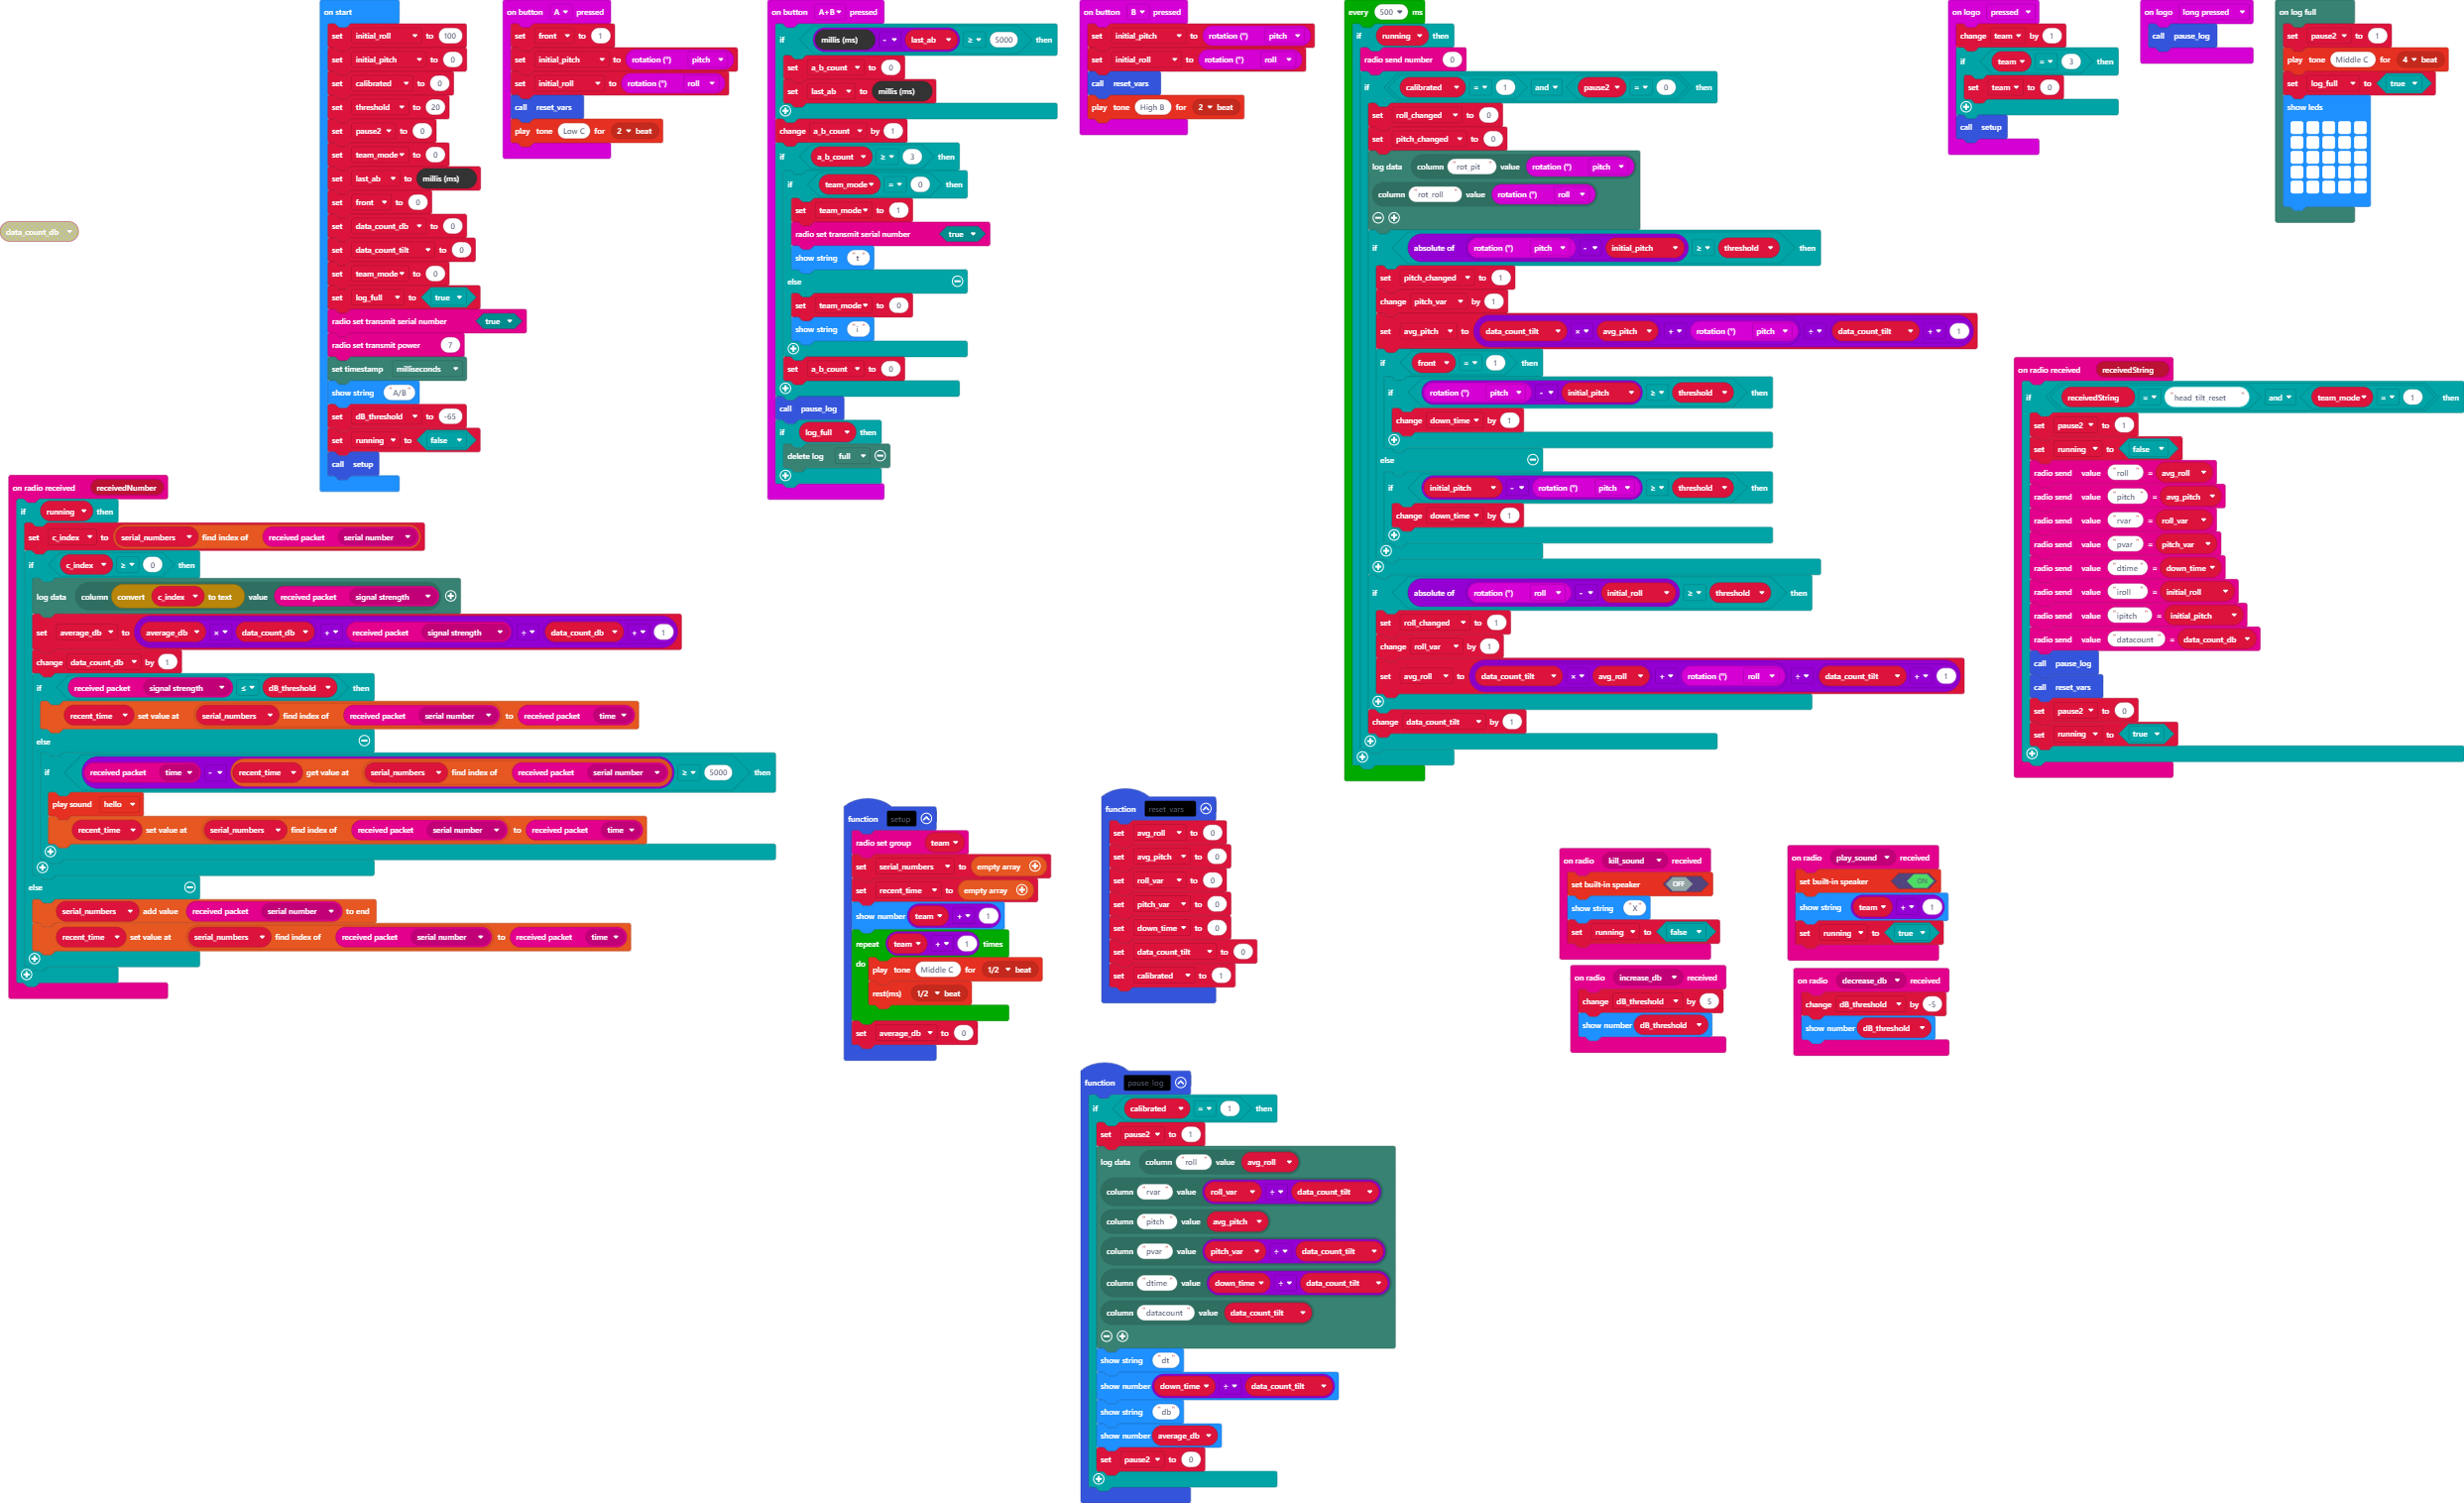 data_count_db
on start
set initial_roll to 100
set initial_pitch to 0
set calibrated to 0
set threshold to 20
set pause2 to 0
set team_mode to 0
set last_ab to millis (ms)
set front to 0
set data_count_db to 0
set data_count_tilt to 0
set team_mode to 0
set log_full to true
radio set transmit serial number true
radio set transmit power 7
set timestamp milliseconds
show string "A/B"
set dB_threshold to -65
set running to false
call setup
on button A pressed
set front to 1
set initial_pitch to rotation (°) pitch
set initial_roll to rotation (°) roll
call reset_vars
play tone Low C for 2 beat
on button A+B pressed
if millis (ms) - last_ab ≥ 5000 then
set a_b_count to 0
set last_ab to millis (ms)
change a_b_count by 1
if a_b_count ≥ 3 then
if team_mode = 0 then
set team_mode to 1
radio set transmit serial number true
show string "t"
else
set team_mode to 0
show string "i"
set a_b_count to 0
call pause_log
if log_full then
delete log full
on button B pressed
set initial_pitch to rotation (°) pitch
set initial_roll to rotation (°) roll
call reset_vars
play tone High B for 2 beat
every 500 ms
if running then
radio send number 0
if calibrated = 1 and pause2 = 0 then
set roll_changed to 0
set pitch_changed to 0
log data column "rot_pit" value rotation (°) pitch
column "rot_roll" value rotation (°) roll
if absolute of rotation (°) pitch - initial_pitch ≥ threshold then
set pitch_changed to 1
change pitch_var by 1
set avg_pitch to data_count_tilt × avg_pitch + rotation (°) pitch ÷ data_count_tilt + 1
if front = 1 then
if rotation (°) pitch - initial_pitch ≥ threshold then
change down_time by 1
else
if initial_pitch - rotation (°) pitch ≥ threshold then
change down_time by 1
if absolute of rotation (°) roll - initial_roll ≥ threshold then
set roll_changed to 1
change roll_var by 1
set avg_roll to data_count_tilt × avg_roll + rotation (°) roll ÷ data_count_tilt + 1
change data_count_tilt by 1
on logo pressed
change team by 1
if team = 3 then
set team to 0
call setup
on logo long pressed
call pause_log
on log full
set pause2 to 1
play tone Middle C for 4 beat
set log_full to true
show leds
on radio received receivedString
if receivedString = "head_tilt_reset" and team_mode = 1 then
set pause2 to 1
set running to false
radio send value "roll" = avg_roll
radio send value "pitch" = avg_pitch
radio send value "rvar" = roll_var
radio send value "pvar" = pitch_var
radio send value "dtime" = down_time
radio send value "iroll" = initial_roll
radio send value "ipitch" = initial_pitch
radio send value "datacount" = data_count_db
call pause_log
call reset_vars
set pause2 to 0
set running to true
on radio received receivedNumber
if running then
set c_index to serial_numbers find index of received packet serial number
if c_index ≥ 0 then
log data column convert c_index to text value received packet signal strength
set average_db to average_db × data_count_db + received packet signal strength ÷ data_count_db + 1
change data_count_db by 1
if received packet signal strength ≤ dB_threshold then
recent_time set value at serial_numbers find index of received packet serial number to received packet time
else
if received packet time - recent_time get value at serial_numbers find index of received packet serial number ≥ 5000 then
play sound hello
recent_time set value at serial_numbers find index of received packet serial number to received packet time
else
serial_numbers add value received packet serial number to end
recent_time set value at serial_numbers find index of received packet serial number to received packet time
function setup
radio set group team
set serial_numbers to empty array
set recent_time to empty array
show number team + 1
repeat team + 1 times
do
play tone Middle C for 1/2 beat
rest(ms) 1/2 beat
set average_db to 0
function reset_vars
set avg_roll to 0
set avg_pitch to 0
set roll_var to 0
set pitch_var to 0
set down_time to 0
set data_count_tilt to 0
set calibrated to 1
on radio kill_sound received
set built-in speaker OFF
show string "X"
set running to false
on radio play_sound received
set built-in speaker ON
show string team + 1
set running to true
on radio increase_db received
change dB_threshold by 5
show number dB_threshold
on radio decrease_db received
change dB_threshold by -5
show number dB_threshold
function pause_log
if calibrated = 1 then
set pause2 to 1
log data column "roll" value avg_roll
column "rvar" value roll_var ÷ data_count_tilt
column "pitch" value avg_pitch
column "pvar" value pitch_var ÷ data_count_tilt
column "dtime" value down_time ÷ data_count_tilt
column "datacount" value data_count_tilt
show string "dt"
show number down_time ÷ data_count_tilt
show string "db"
show number average_db
set pause2 to 0